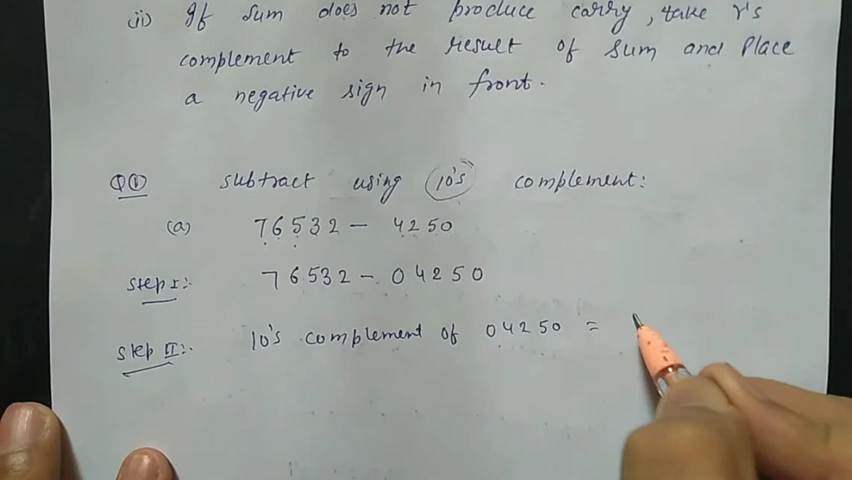 ii) If sum does not produce carry, take r's
complement to the result of sum and Place
a negative sign in front.
Q① subtract using 10's complement:
(a) 76532 - 4250
Step I:- 76532 - 04250
Step II:- 10's complement of 04250 =